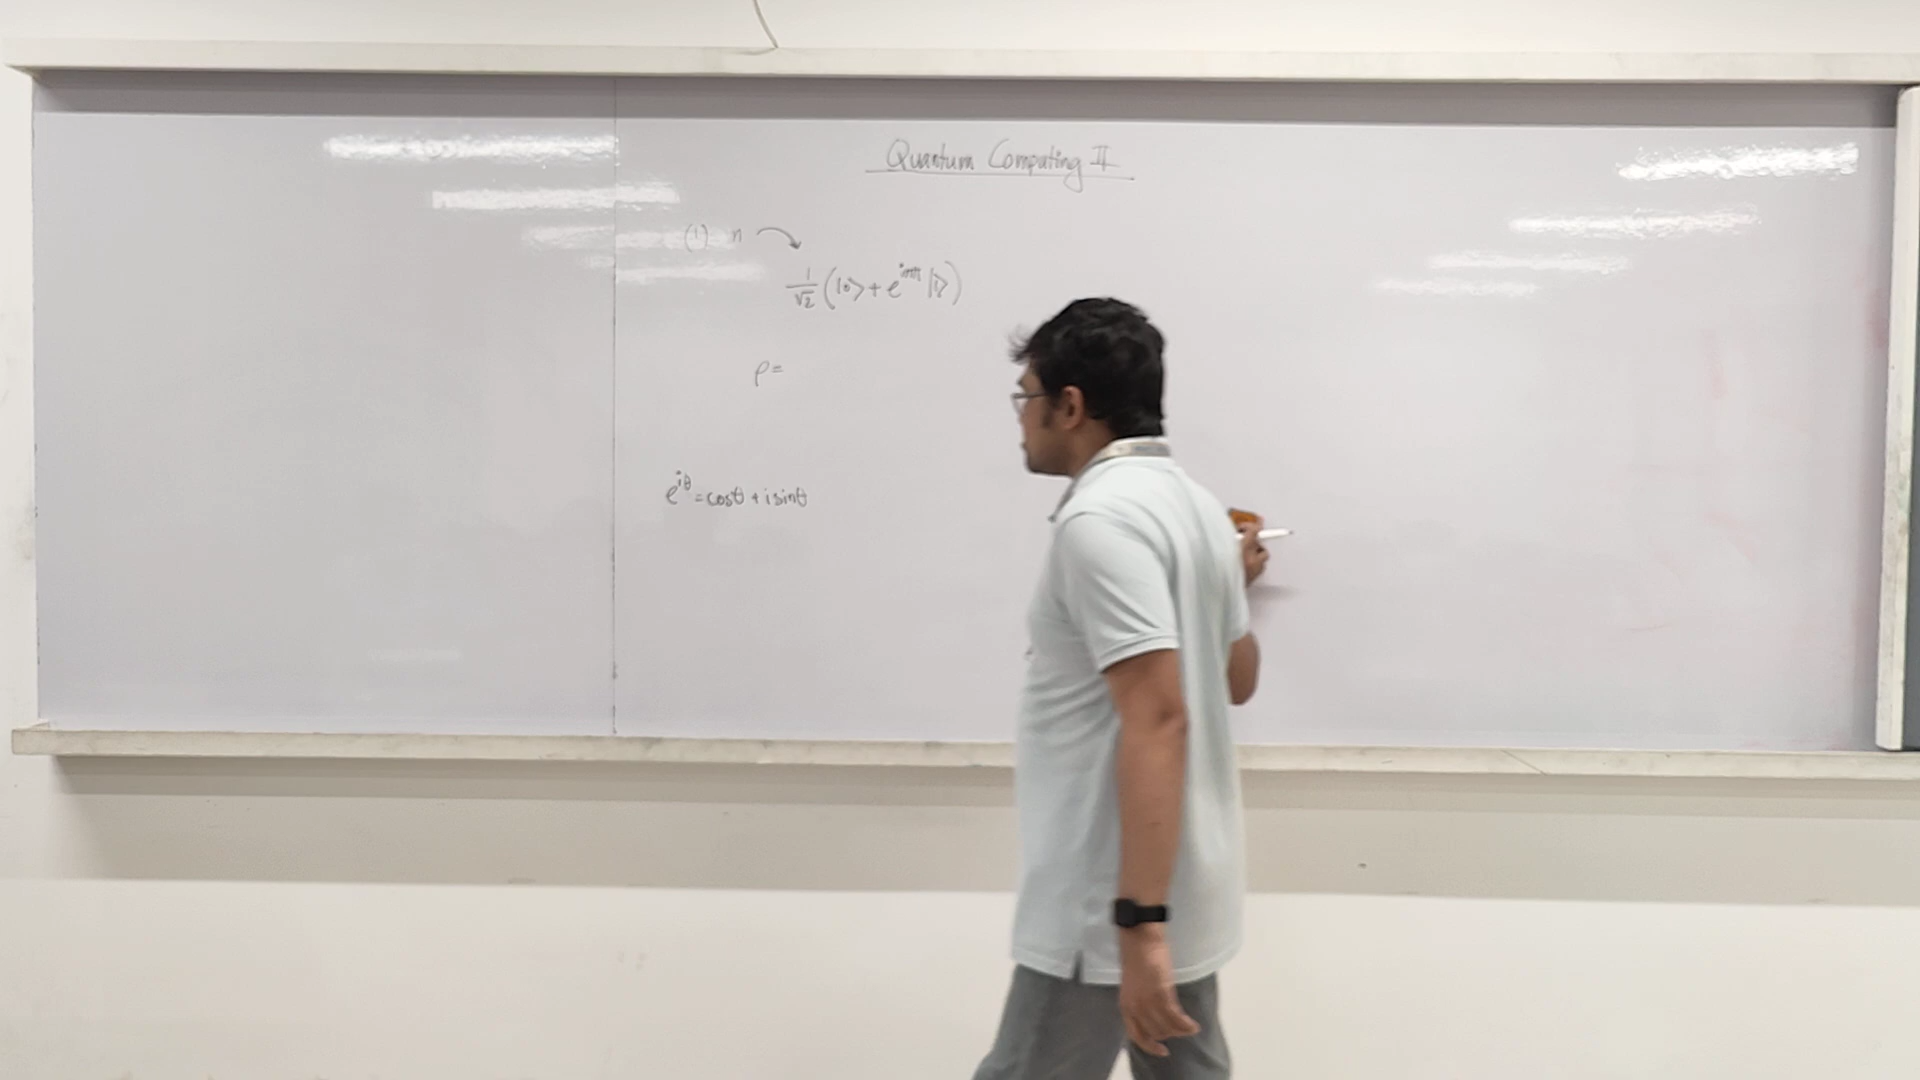 Quantum Computing II
(1) n
1/√2 (|0> + e^{inπ} |1>)
ρ =
e^{iθ} = cosθ + i sinθ